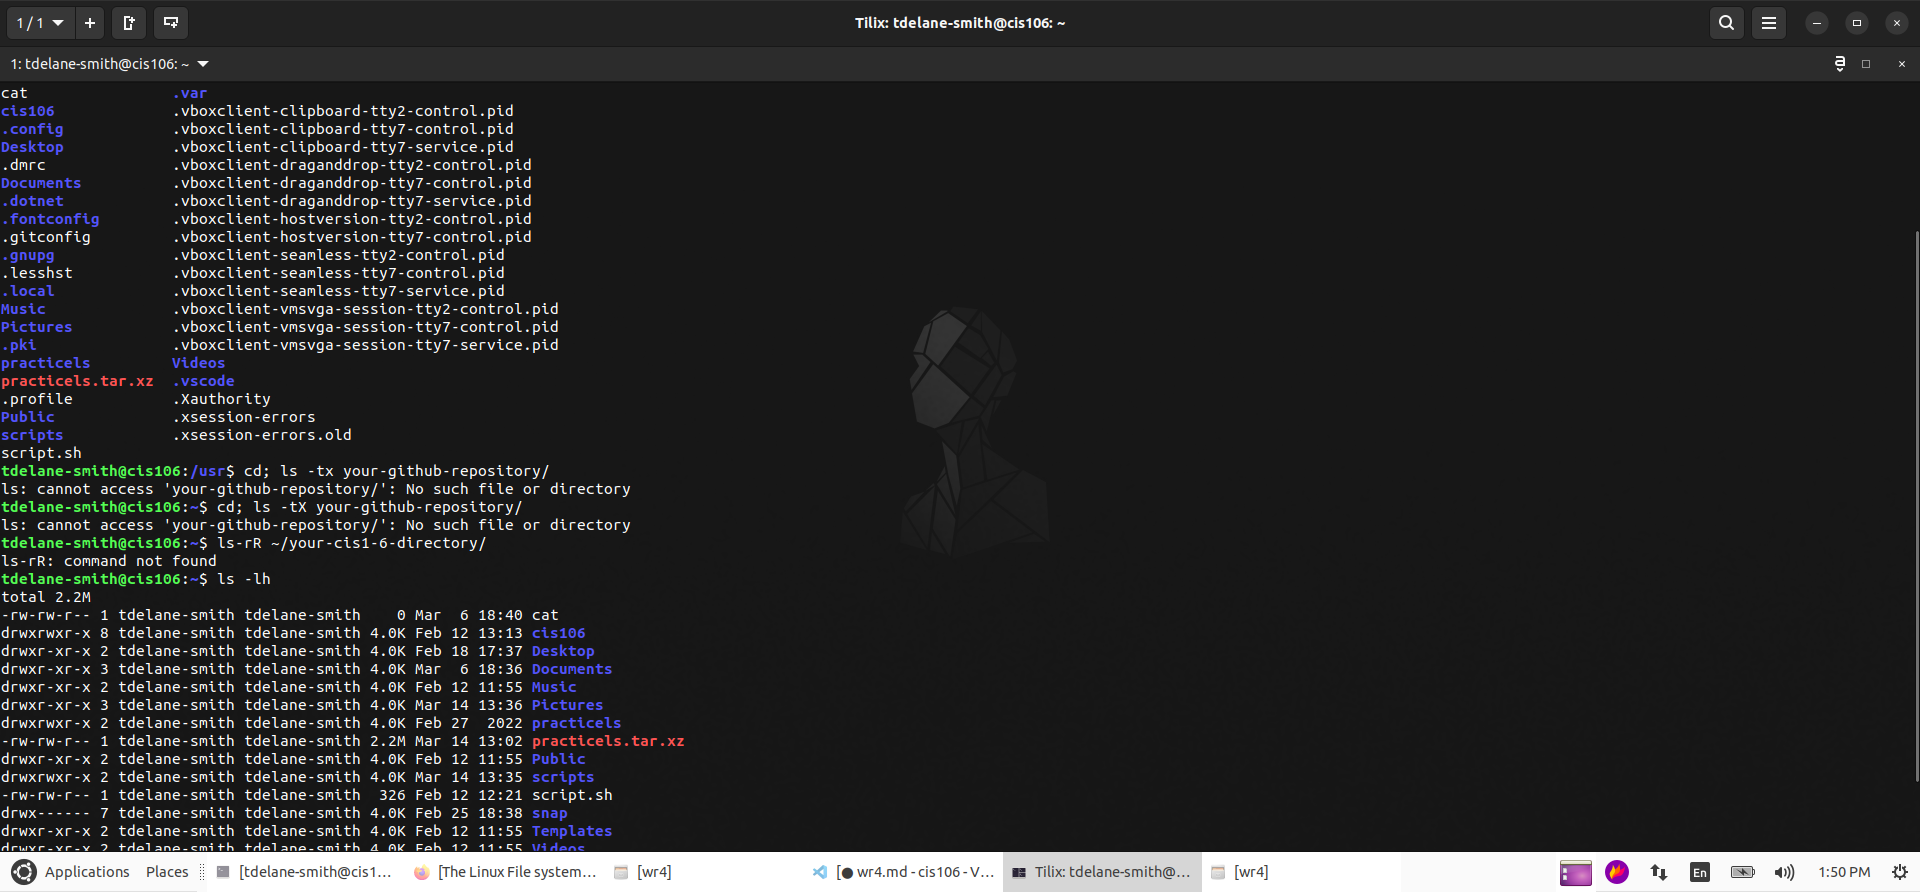 1 / 1
Tilix: tdelane-smith@cis106: ~
1: tdelane-smith@cis106: ~
cat                .var
cis106             .vboxclient-clipboard-tty2-control.pid
.config            .vboxclient-clipboard-tty7-control.pid
Desktop            .vboxclient-clipboard-tty7-service.pid
.dmrc              .vboxclient-draganddrop-tty2-control.pid
Documents          .vboxclient-draganddrop-tty7-control.pid
.dotnet            .vboxclient-draganddrop-tty7-service.pid
.fontconfig        .vboxclient-hostversion-tty2-control.pid
.gitconfig         .vboxclient-hostversion-tty7-control.pid
.gnupg             .vboxclient-seamless-tty2-control.pid
.lesshst           .vboxclient-seamless-tty7-control.pid
.local             .vboxclient-seamless-tty7-service.pid
Music              .vboxclient-vmsvga-session-tty2-control.pid
Pictures           .vboxclient-vmsvga-session-tty7-control.pid
.pki               .vboxclient-vmsvga-session-tty7-service.pid
practicels         Videos
practicels.tar.xz  .vscode
.profile           .Xauthority
Public             .xsession-errors
scripts            .xsession-errors.old
script.sh
tdelane-smith@cis106:/usr$ cd; ls -tx your-github-repository/
ls: cannot access 'your-github-repository/': No such file or directory
tdelane-smith@cis106:~$ cd; ls -tX your-github-repository/
ls: cannot access 'your-github-repository/': No such file or directory
tdelane-smith@cis106:~$ ls-rR ~/your-cis1-6-directory/
ls-rR: command not found
tdelane-smith@cis106:~$ ls -lh
total 2.2M
-rw-rw-r-- 1 tdelane-smith tdelane-smith    0 Mar  6 18:40 cat
drwxrwxr-x 8 tdelane-smith tdelane-smith 4.0K Feb 12 13:13 cis106
drwxr-xr-x 2 tdelane-smith tdelane-smith 4.0K Feb 18 17:37 Desktop
drwxr-xr-x 3 tdelane-smith tdelane-smith 4.0K Mar  6 18:36 Documents
drwxr-xr-x 2 tdelane-smith tdelane-smith 4.0K Feb 12 11:55 Music
drwxr-xr-x 3 tdelane-smith tdelane-smith 4.0K Mar 14 13:36 Pictures
drwxrwxr-x 2 tdelane-smith tdelane-smith 4.0K Feb 27  2022 practicels
-rw-rw-r-- 1 tdelane-smith tdelane-smith 2.2M Mar 14 13:02 practicels.tar.xz
drwxr-xr-x 2 tdelane-smith tdelane-smith 4.0K Feb 12 11:55 Public
drwxrwxr-x 2 tdelane-smith tdelane-smith 4.0K Mar 14 13:35 scripts
-rw-rw-r-- 1 tdelane-smith tdelane-smith  326 Feb 12 12:21 script.sh
drwx------ 7 tdelane-smith tdelane-smith 4.0K Feb 25 18:38 snap
drwxr-xr-x 2 tdelane-smith tdelane-smith 4.0K Feb 12 11:55 Templates
drwxr-xr-x 2 tdelane-smith tdelane-smith 4.0K Feb 12 11:55 Videos
Applications Places [tdelane-smith@cis1... [The Linux File system... [wr4] [● wr4.md - cis106 - V... Tilix: tdelane-smith@... [wr4] En 1:50 PM